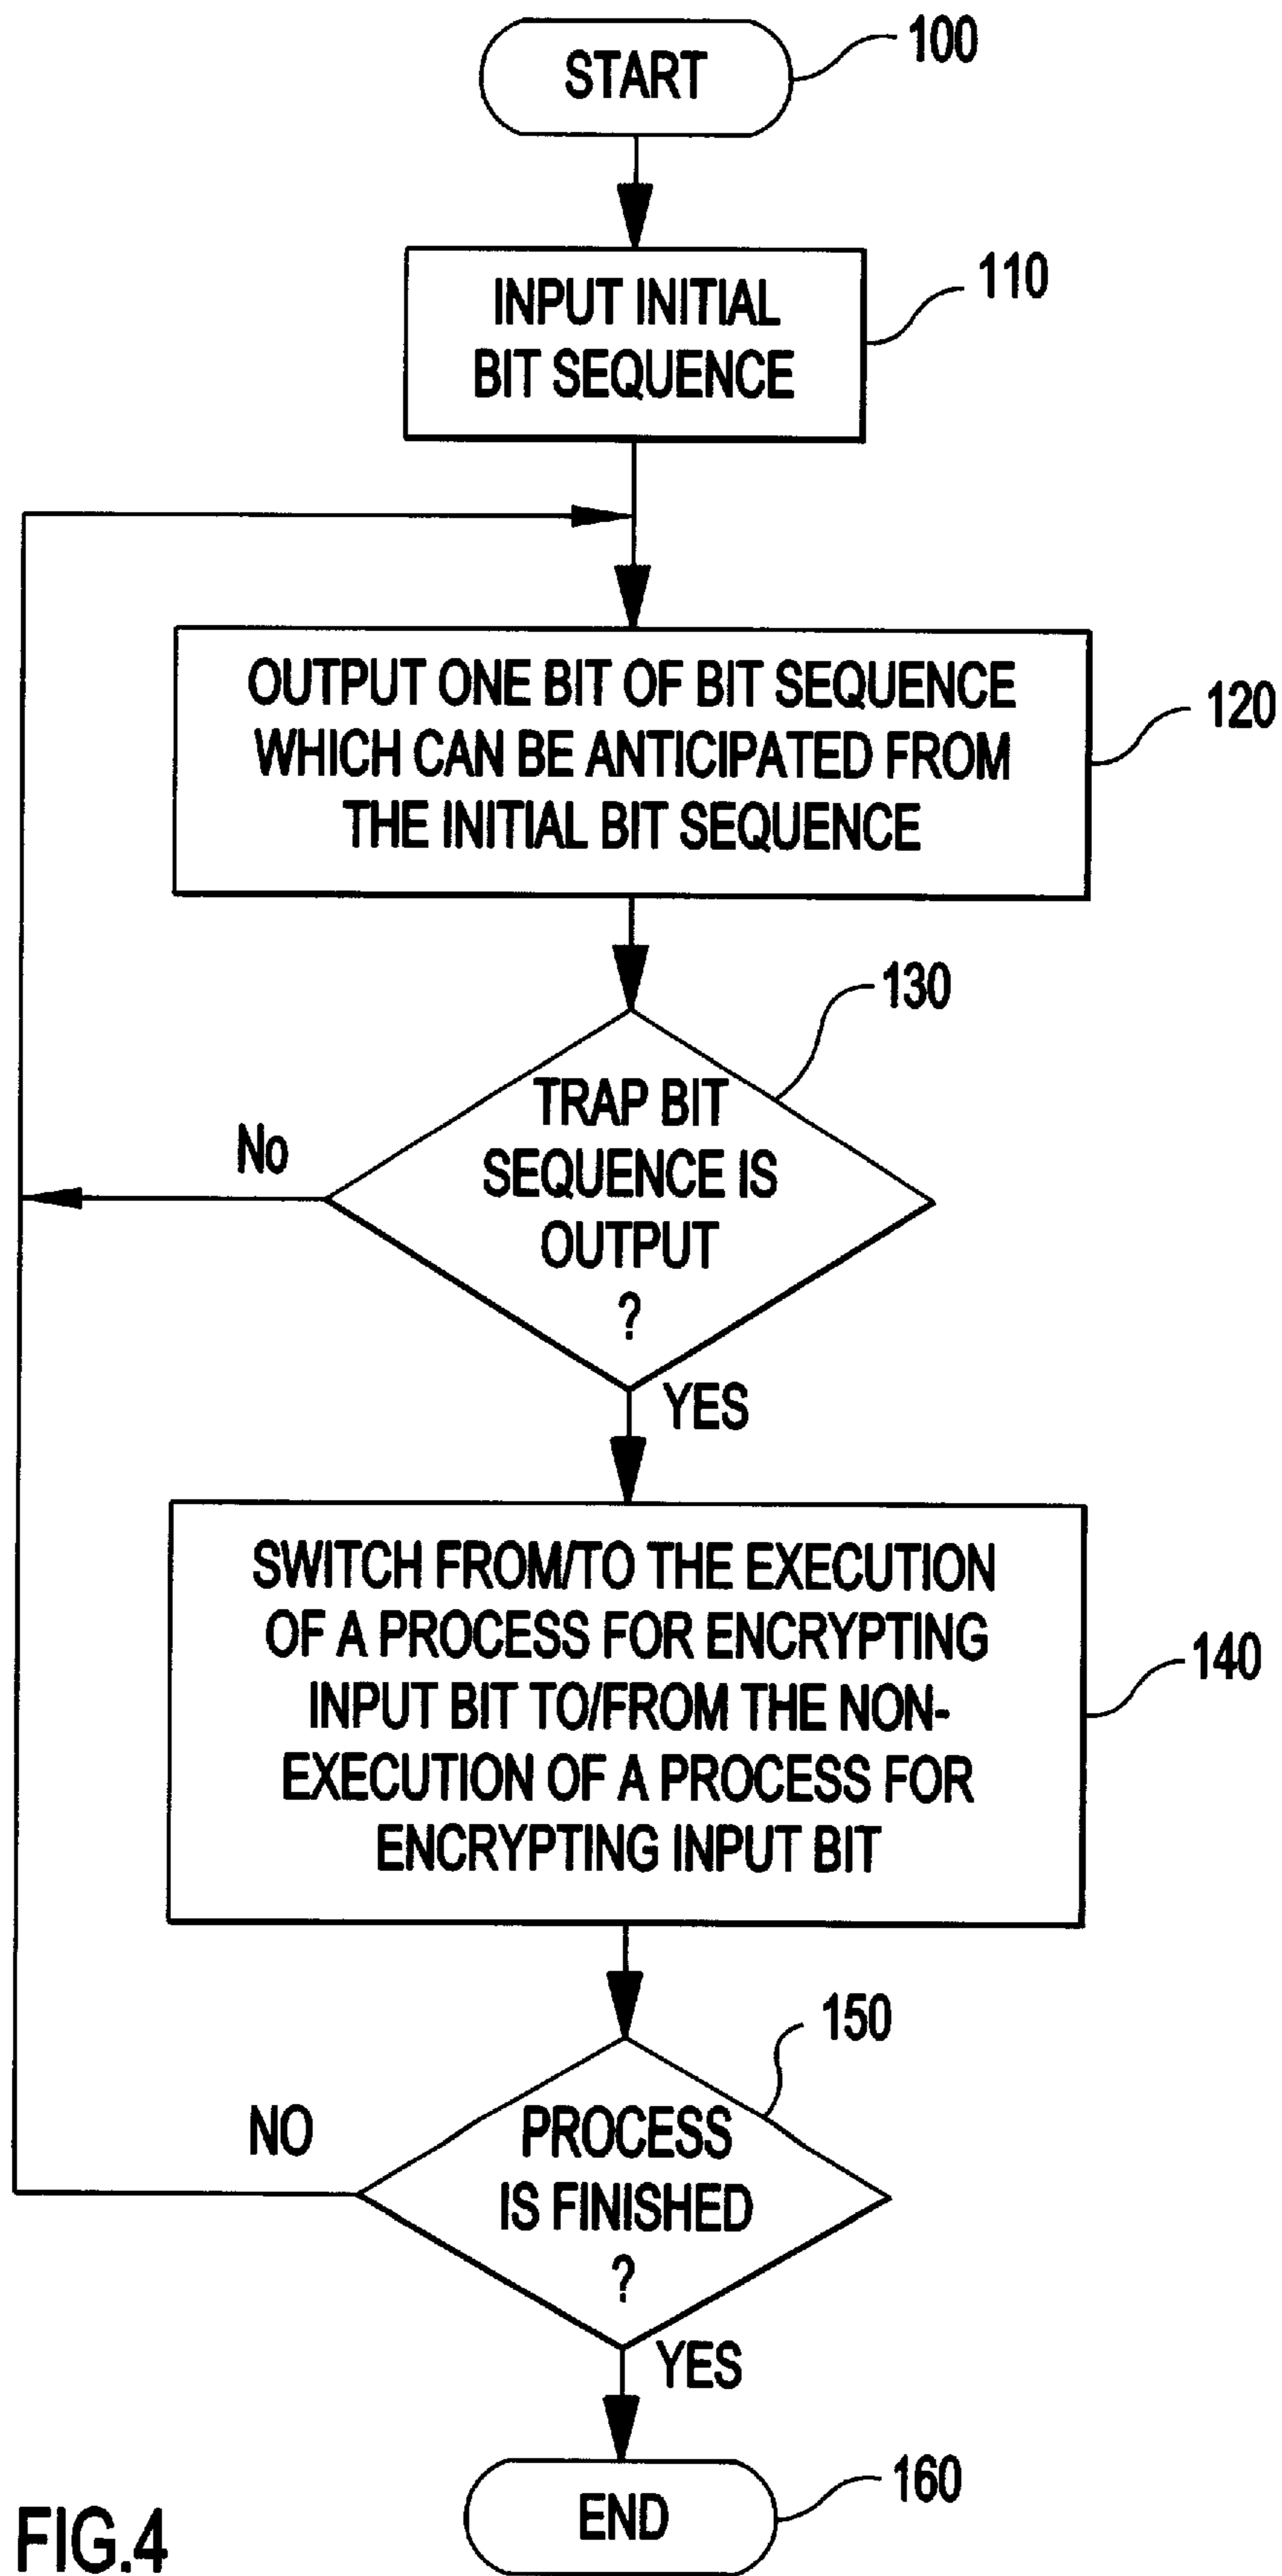 START
100
INPUT INITIAL
BIT SEQUENCE
110
OUTPUT ONE BIT OF BIT SEQUENCE
WHICH CAN BE ANTICIPATED FROM
THE INITIAL BIT SEQUENCE
120
130
TRAP BIT
SEQUENCE IS
OUTPUT
?
No
YES
SWITCH FROM/TO THE EXECUTION
OF A PROCESS FOR ENCRYPTING
INPUT BIT TO/FROM THE NON-
EXECUTION OF A PROCESS FOR
ENCRYPTING INPUT BIT
140
150
PROCESS
IS FINISHED
?
NO
YES
END
160
FIG.4